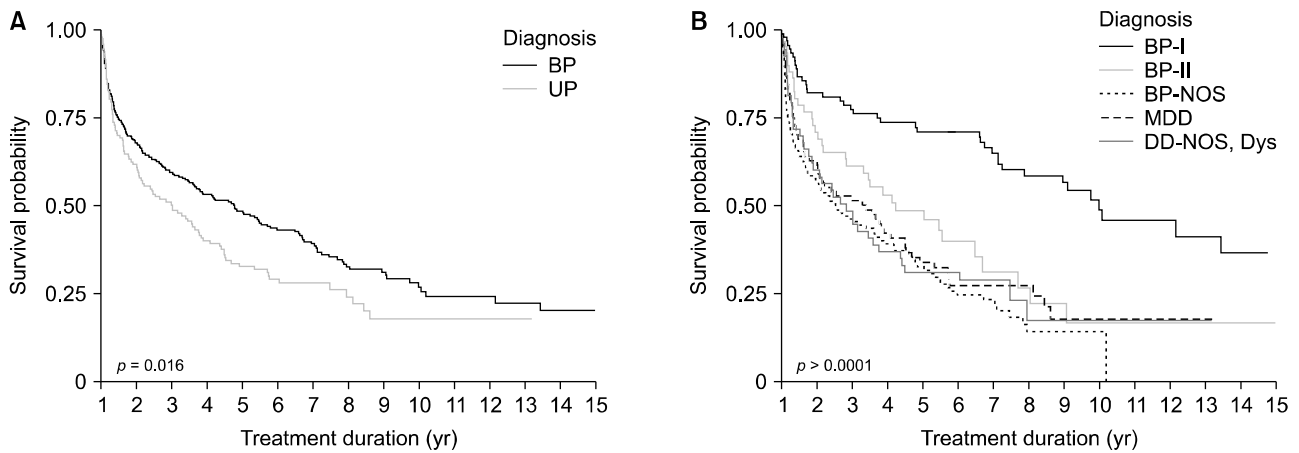 A
Diagnosis
BP
UP
Survival probability
1.00
0.75
0.50
0.25
0
p = 0.016
1 2 3 4 5 6 7 8 9 10 11 12 13 14 15
Treatment duration (yr)
B
Diagnosis
BP-I
BP-II
BP-NOS
MDD
DD-NOS, Dys
Survival probability
1.00
0.75
0.50
0.25
0
p > 0.0001
1 2 3 4 5 6 7 8 9 10 11 12 13 14 15
Treatment duration (yr)